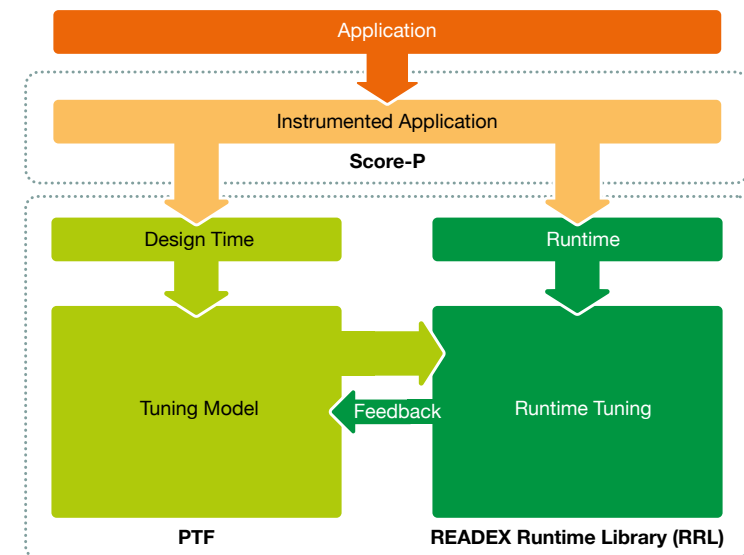 Application
Instrumented Application
Score-P
Design Time
Runtime
Tuning Model
Feedback
Runtime Tuning
PTF
READEX Runtime Library (RRL)